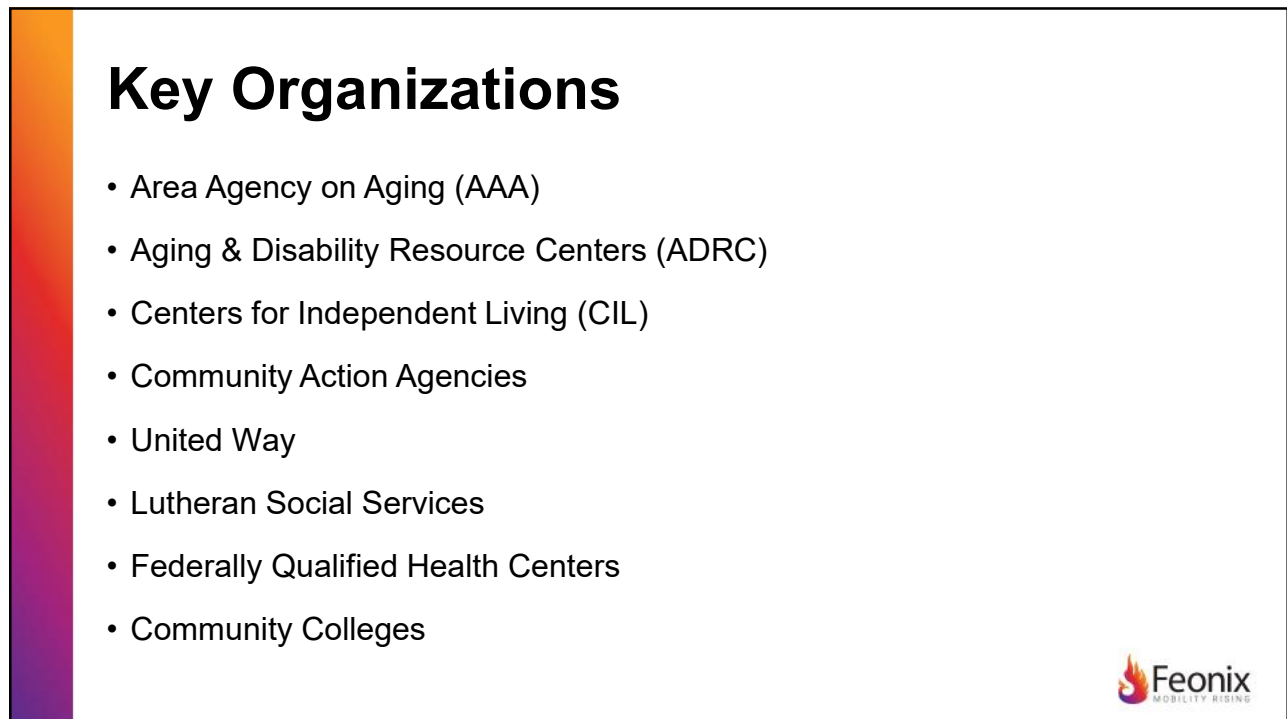 Key Organizations
• Area Agency on Aging (AAA)
• Aging & Disability Resource Centers (ADRC)
• Centers for Independent Living (CIL)
• Community Action Agencies
• United Way
• Lutheran Social Services
• Federally Qualified Health Centers
• Community Colleges
Feonix
MOBILITY RISING